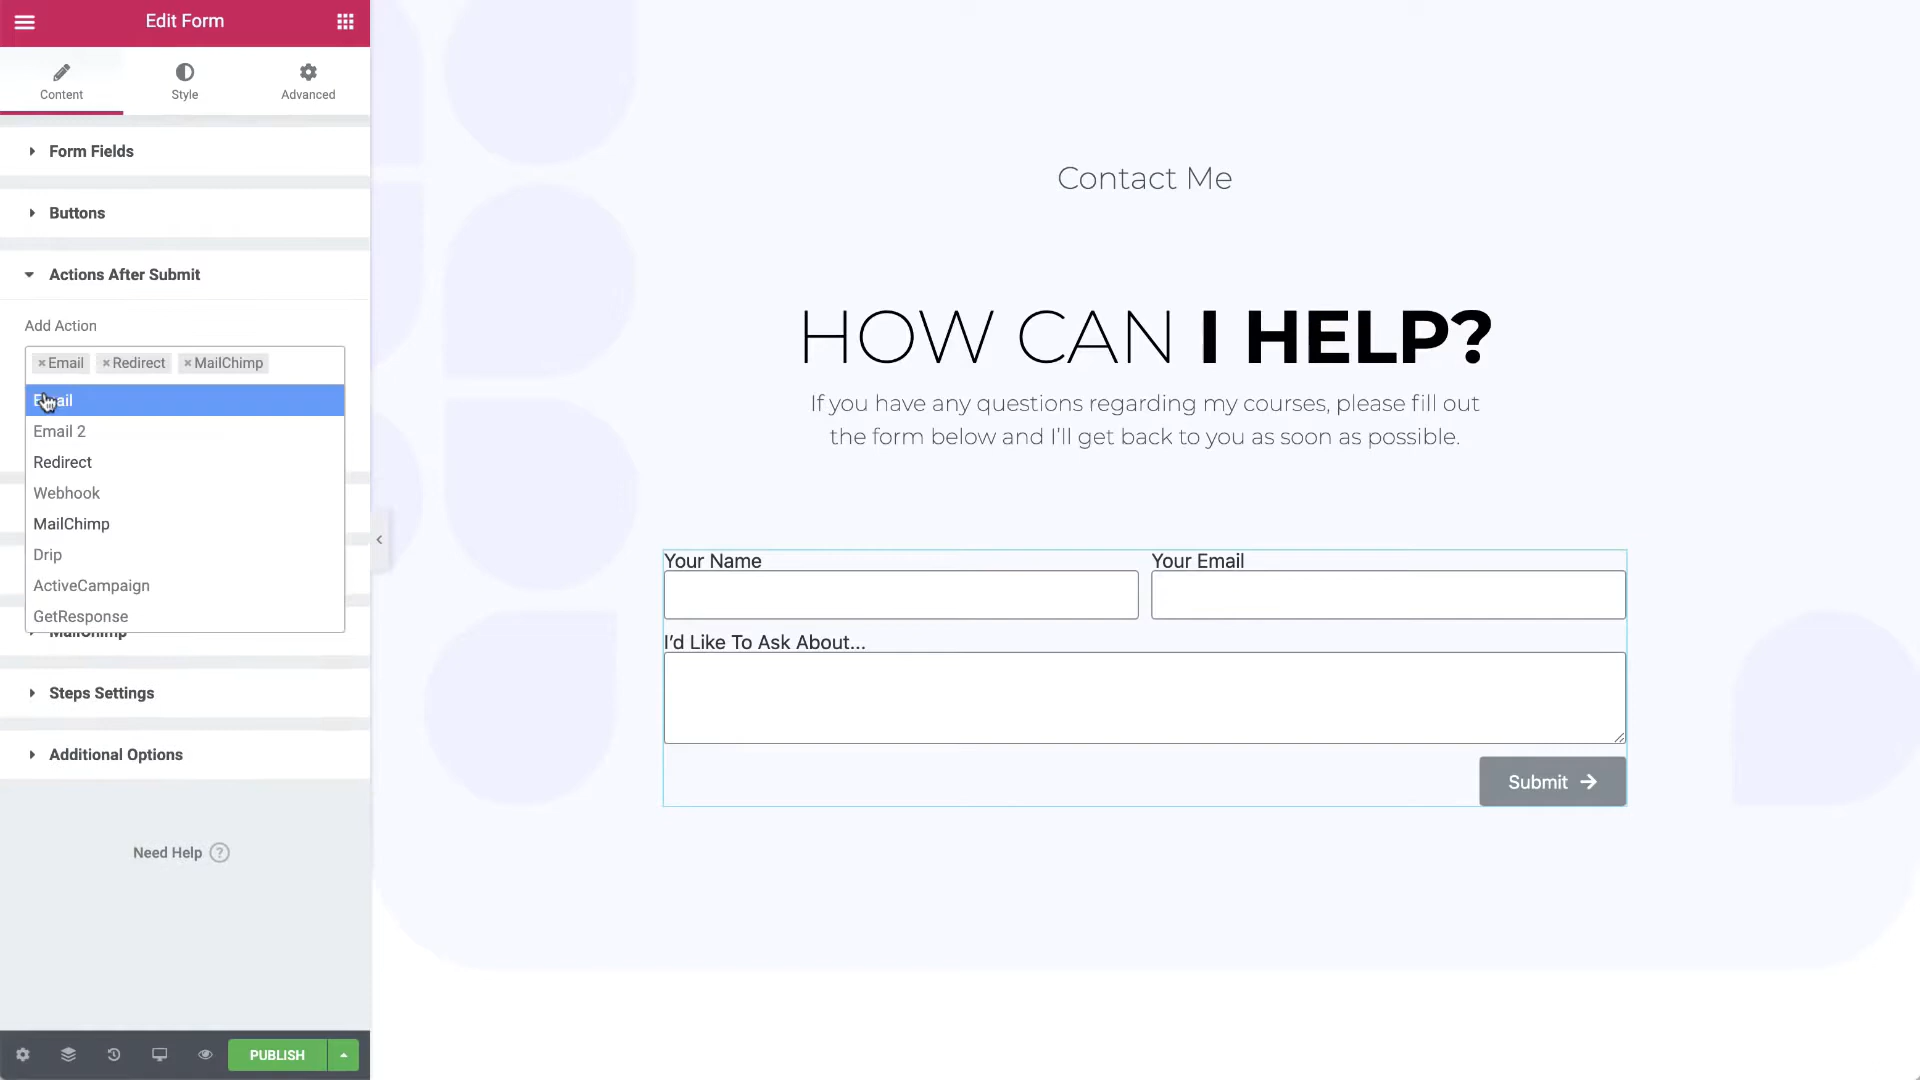 Edit Form
Content
Style
Advanced
Form Fields
Buttons
Actions After Submit
Add Action
×Email ×Redirect ×MailChimp
Email
Email 2
Redirect
Webhook
MailChimp
Drip
ActiveCampaign
GetResponse
MailChimp
Steps Settings
Additional Options
Need Help ?
PUBLISH
Contact Me
HOW CAN I HELP?
If you have any questions regarding my courses, please fill out
the form below and I'll get back to you as soon as possible.
Your Name
Your Email
I'd Like To Ask About...
Submit